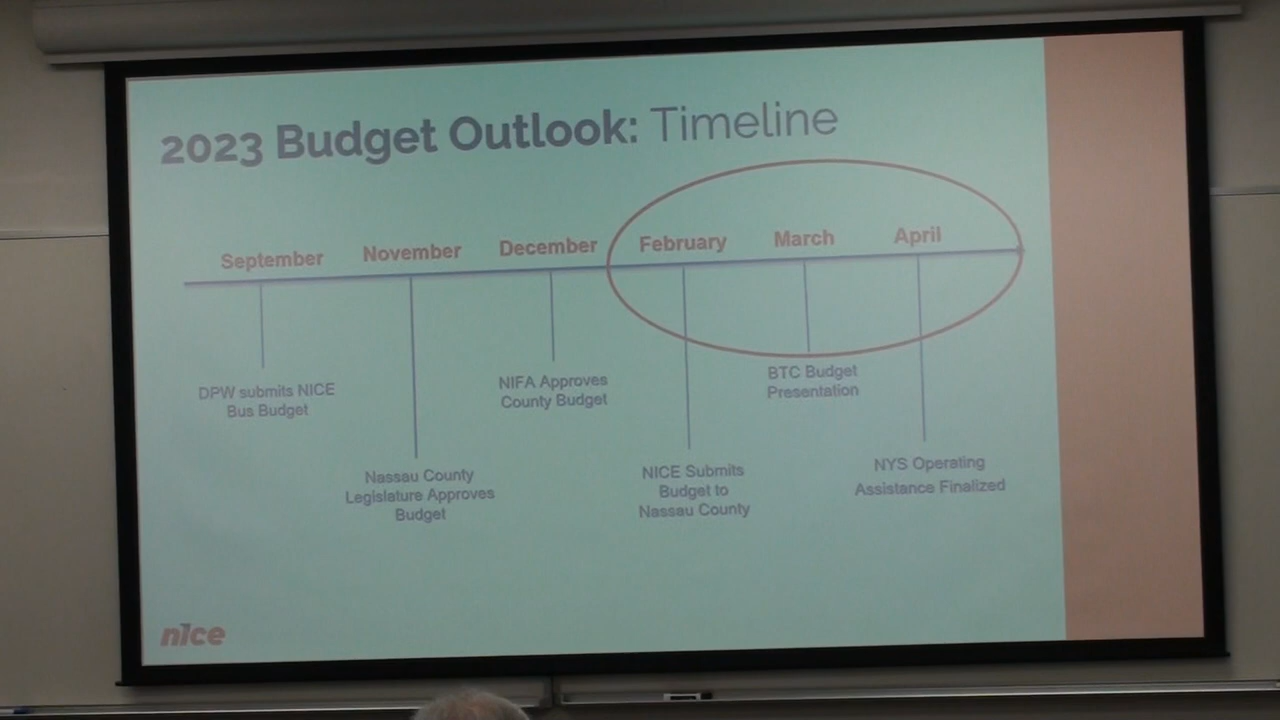 2023 Budget Outlook: Timeline
September November December February March April
DPW submits NICE
Bus Budget
Nassau County
Legislature Approves
Budget
NIFA Approves
County Budget
NICE Submits
Budget to
Nassau County
BTC Budget
Presentation
NYS Operating
Assistance Finalized
nice